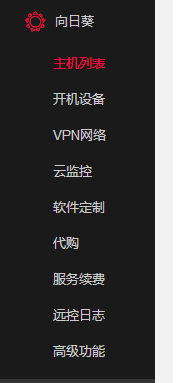 向日葵
主机列表
开机设备
VPN网络
云监控
软件定制
代购
服务续费
远控日志
高级功能